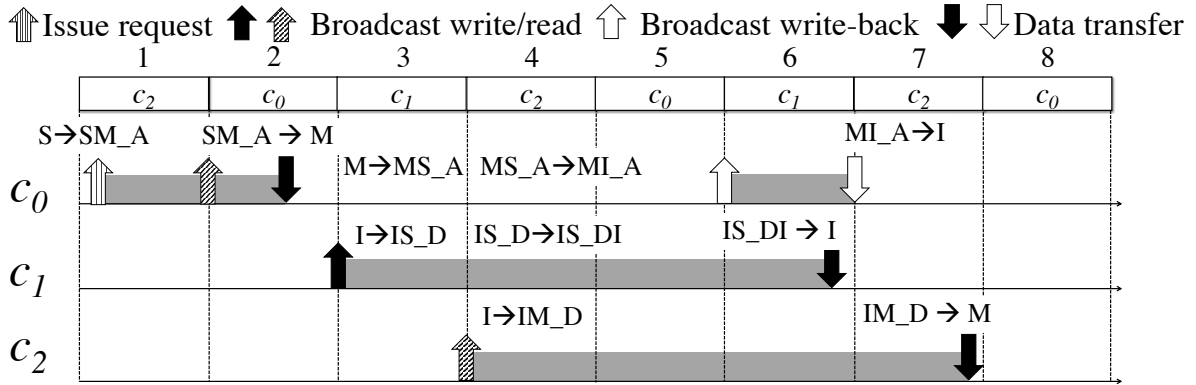 Issue request Broadcast write/read Broadcast write-back Data transfer
1 2 3 4 5 6 7 8
c2 c0 c1 c2 c0 c1 c2 c0
S→SM_A SM_A → M MI_A→I
M→MS_A MS_A→MI_A
c0
I→IS_D IS_D→IS_DI IS_DI → I
c1
I→IM_D IM_D → M
c2